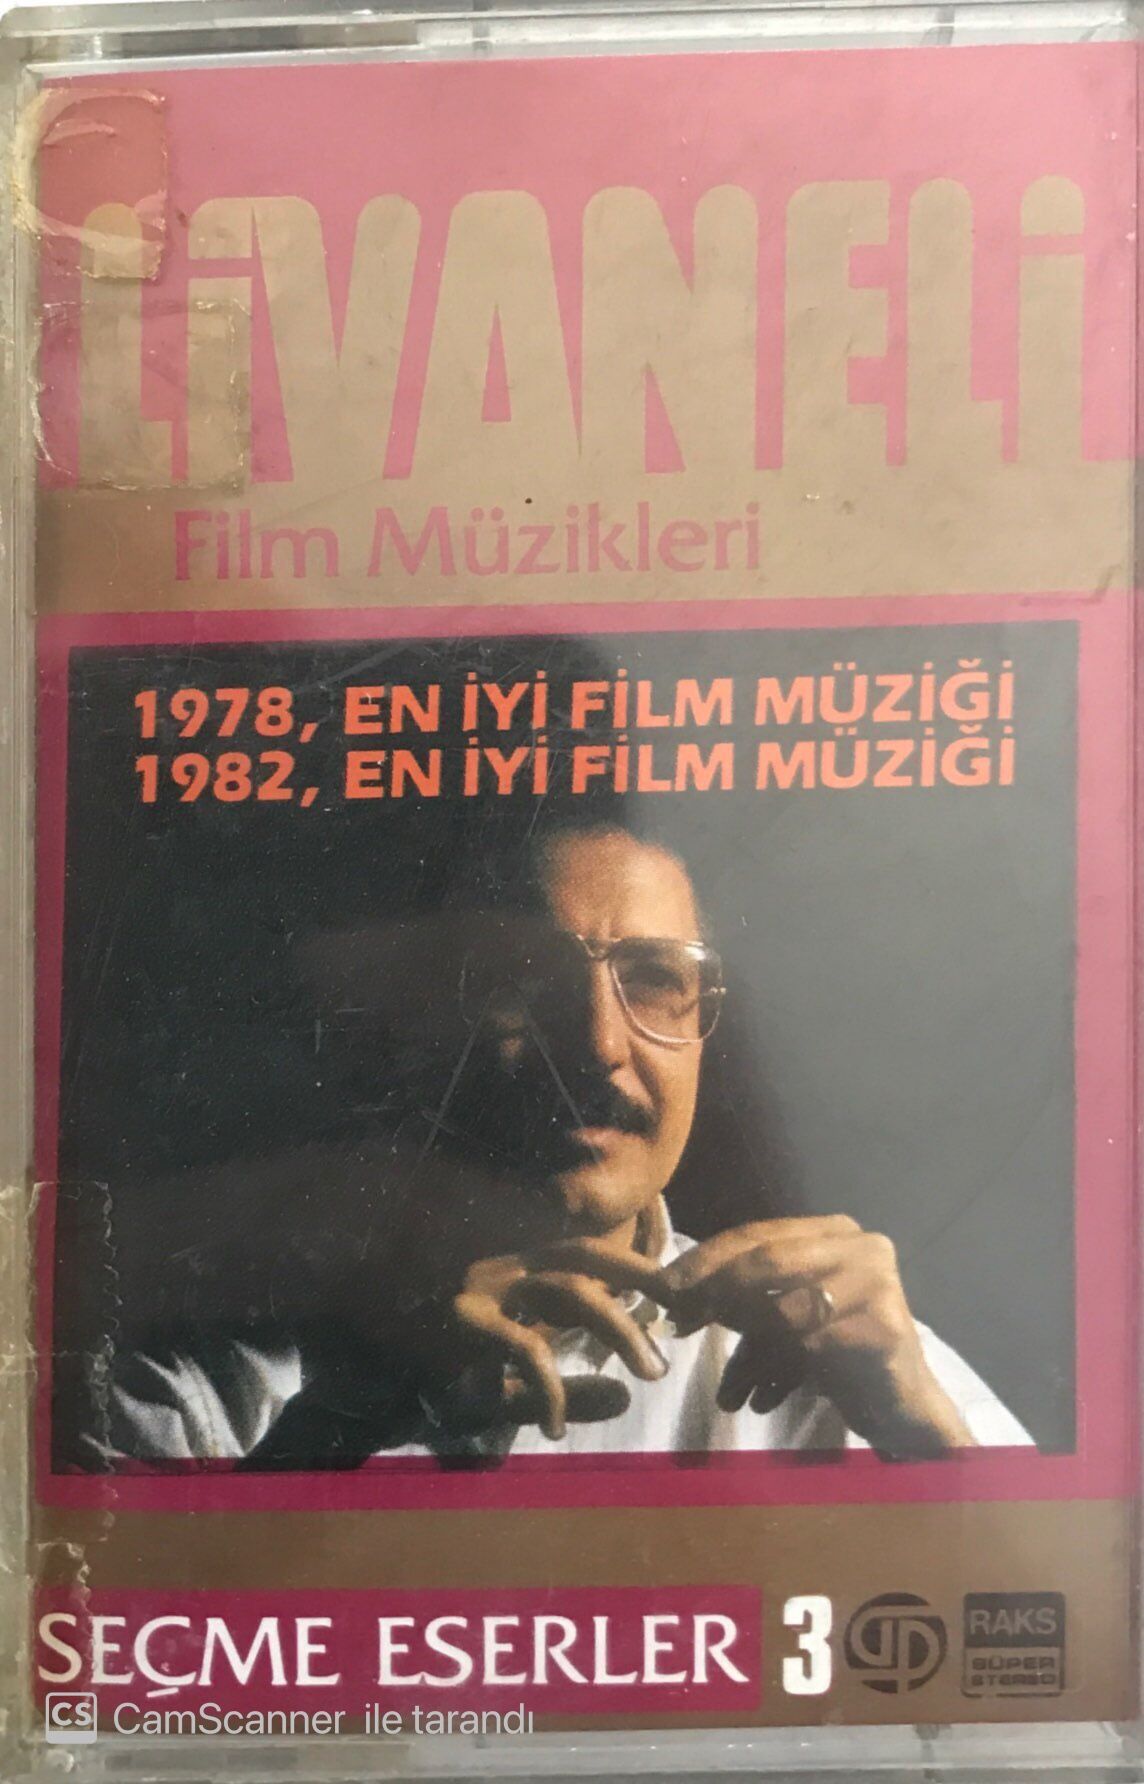 LİVANELİ
Film Müzikleri
1978, EN İYİ FİLM MÜZİĞİ
1982, EN İYİ FİLM MÜZİĞİ
SEÇME ESERLER 3
RAKS
SÜPER
STEREO
CS CamScanner ile tarandı